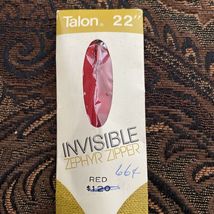 Talon® 22"
INVISIBLE
ZEPHYR ZIPPER
RED 66¢
$1.20